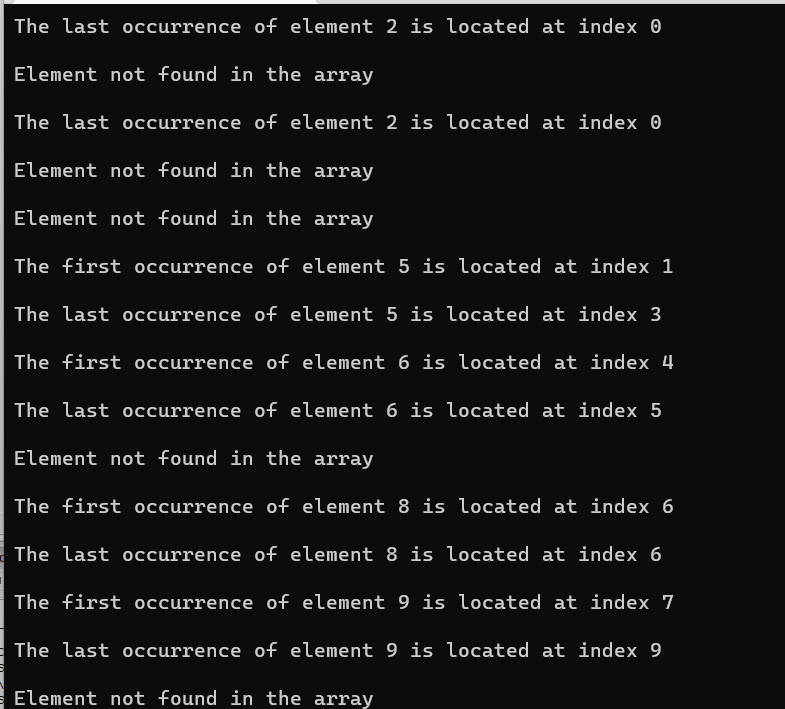 The last occurrence of element 2 is located at index 0
Element not found in the array
The last occurrence of element 2 is located at index 0
Element not found in the array
Element not found in the array
The first occurrence of element 5 is located at index 1
The last occurrence of element 5 is located at index 3
The first occurrence of element 6 is located at index 4
The last occurrence of element 6 is located at index 5
Element not found in the array
The first occurrence of element 8 is located at index 6
The last occurrence of element 8 is located at index 6
The first occurrence of element 9 is located at index 7
The last occurrence of element 9 is located at index 9
Element not found in the array